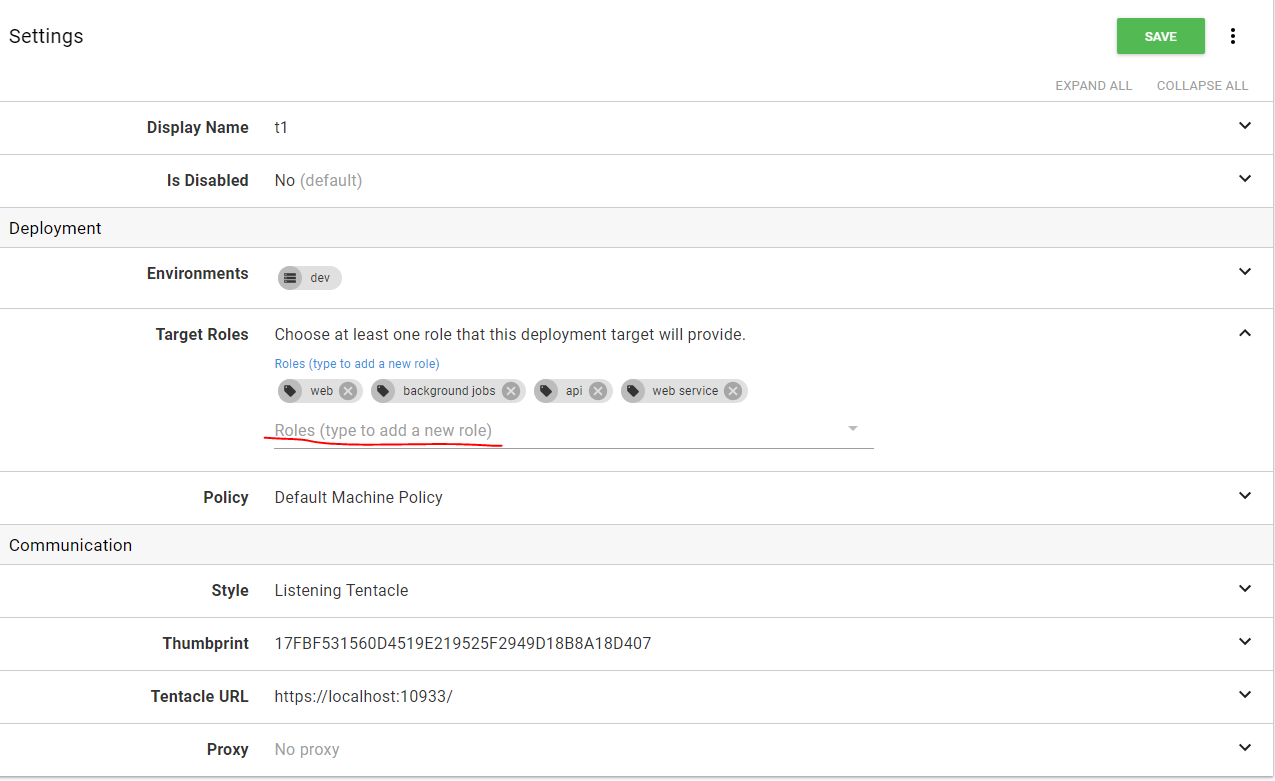 Settings
SAVE
EXPAND ALL COLLAPSE ALL
Display Name t1
Is Disabled No (default)
Deployment
Environments dev
Target Roles Choose at least one role that this deployment target will provide.
Roles (type to add a new role)
web background jobs api web service
Roles (type to add a new role)
Policy Default Machine Policy
Communication
Style Listening Tentacle
Thumbprint 17FBF531560D4519E219525F2949D18B8A18D407
Tentacle URL https://localhost:10933/
Proxy No proxy